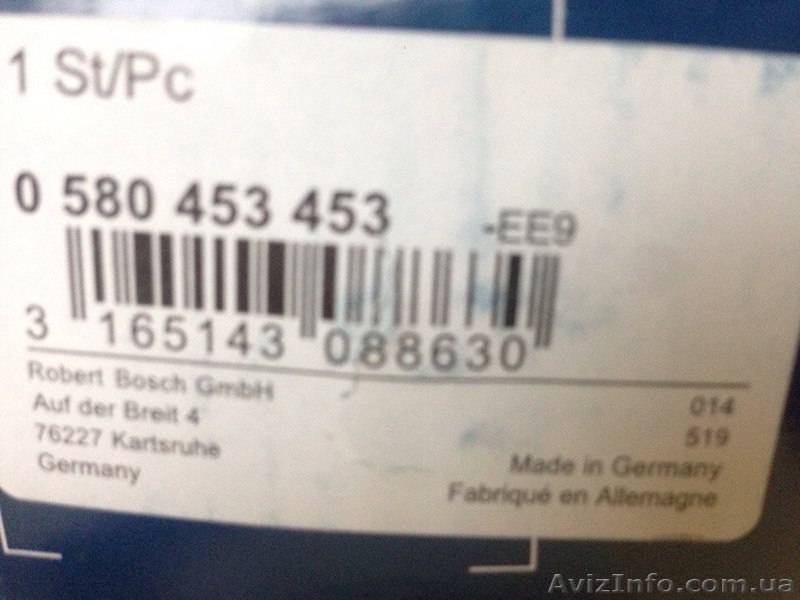 1 St/Pc
0 580 453 453 -EE9
3 165143 088630
Robert Bosch GmbH
Auf der Breit 4
76227 Karlsruhe
Germany
014
519
Made in Germany
Fabriqué en Allemagne
AvizInfo.com.ua